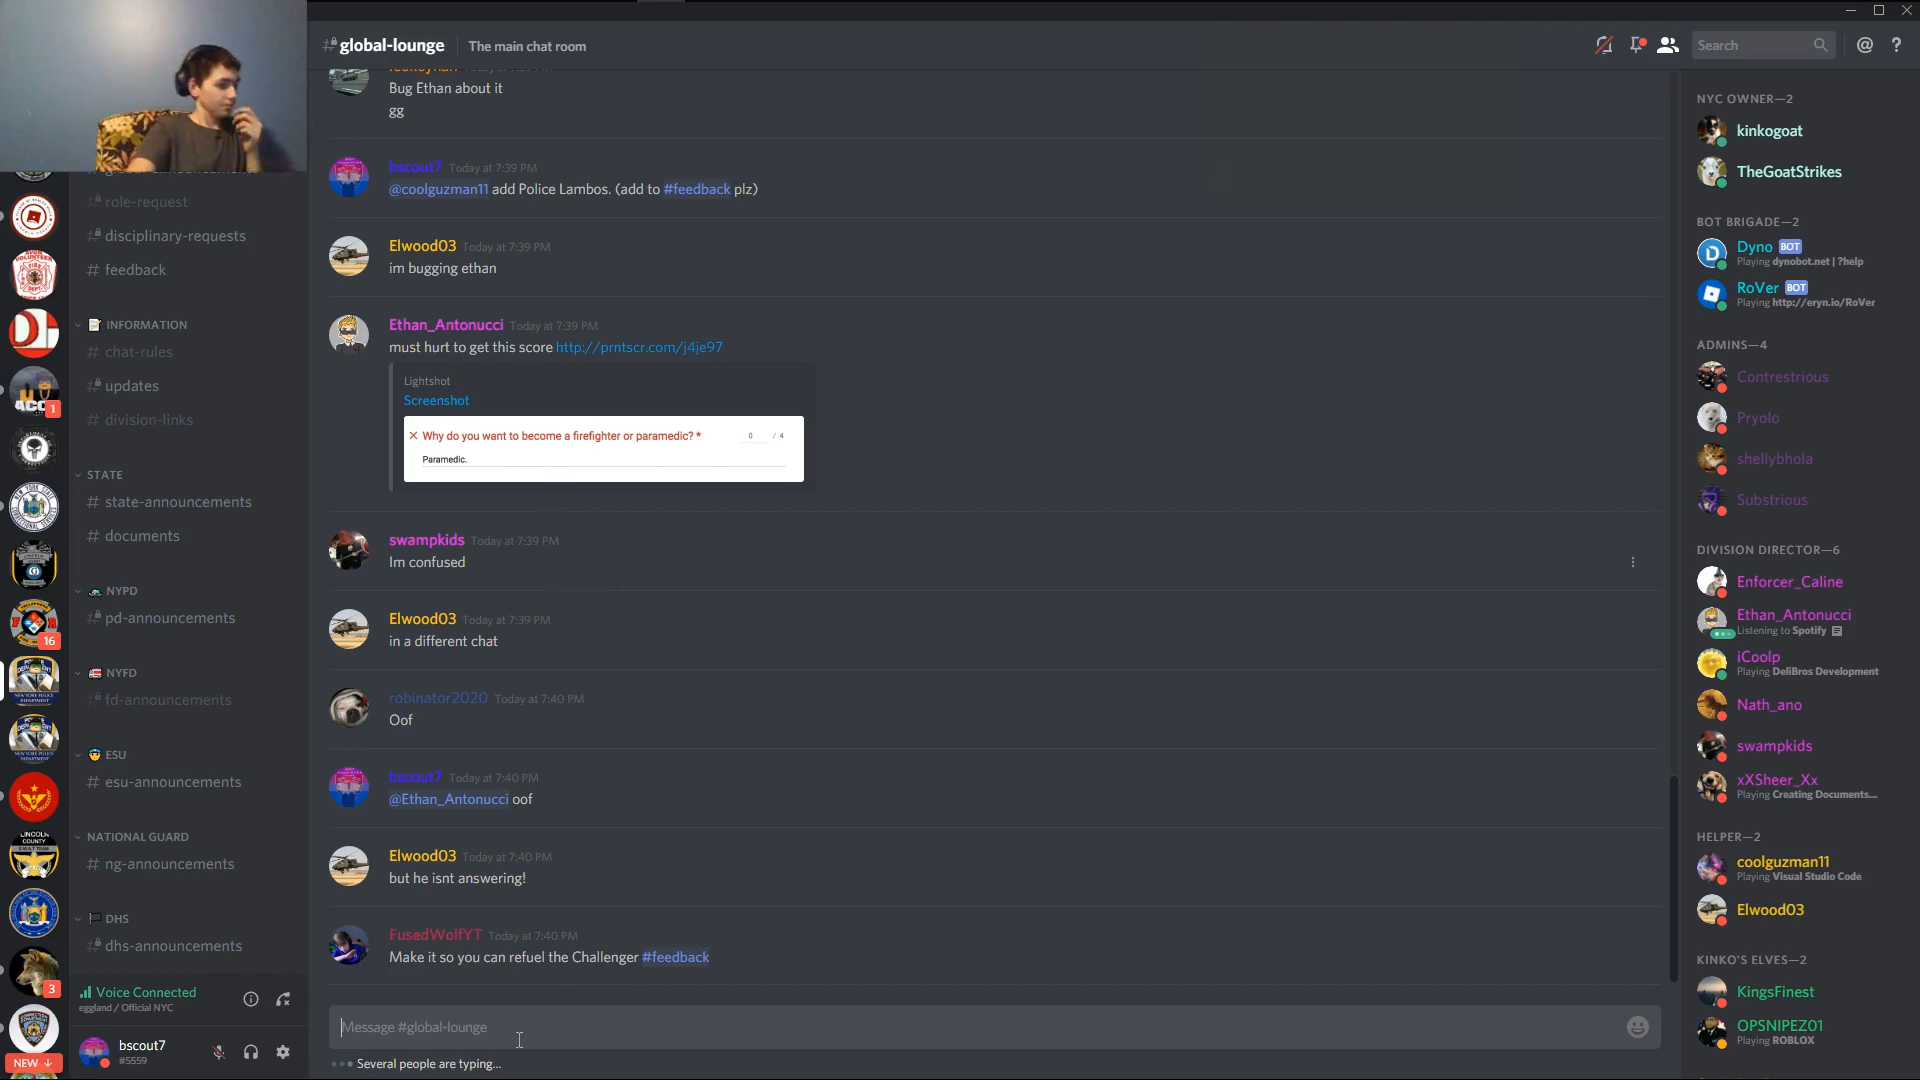 global-lounge
The main chat room
Search
@ ?
role-request
disciplinary-requests
feedback
INFORMATION
chat-rules
updates
division-links
STATE
state-announcements
documents
NYPD
pd-announcements
NYFD
fd-announcements
ESU
esu-announcements
NATIONAL GUARD
ng-announcements
DHS
dhs-announcements
Voice Connected
eggland / Official NYC
bscout7
#5559
1
16
LINCOLN
COUNTY
3
NEW
Bug Ethan about it
gg
bscout7 Today at 7:39 PM
@coolguzman11 add Police Lambos. (add to #feedback plz)
Elwood03 Today at 7:39 PM
im bugging ethan
Ethan_Antonucci Today at 7:39 PM
must hurt to get this score http://prntscr.com/j4je97
Lightshot
Screenshot
Why do you want to become a firefighter or paramedic? * 0 / 4
Paramedic.
swampkids Today at 7:39 PM
Im confused
Elwood03 Today at 7:39 PM
in a different chat
robinator2020 Today at 7:40 PM
Oof
bscout7 Today at 7:40 PM
@Ethan_Antonucci oof
Elwood03 Today at 7:40 PM
but he isnt answering!
FusedWolfYT Today at 7:40 PM
Make it so you can refuel the Challenger #feedback
Message #global-lounge
Several people are typing...
NYC OWNER—2
kinkogoat
TheGoatStrikes
BOT BRIGADE—2
Dyno BOT
Playing dynobot.net | ?help
RoVer BOT
Playing http://eryn.io/RoVer
ADMINS—4
Contrestrious
Pryolo
shellybhola
Substrious
DIVISION DIRECTOR—6
Enforcer_Caline
Ethan_Antonucci
Listening to Spotify
iCoolp
Playing DeliBros Development
Nath_ano
swampkids
xXSheer_Xx
Playing Creating Documents...
HELPER—2
coolguzman11
Playing Visual Studio Code
Elwood03
KINKO'S ELVES—2
KingsFinest
OPSNIPEZ01
Playing ROBLOX